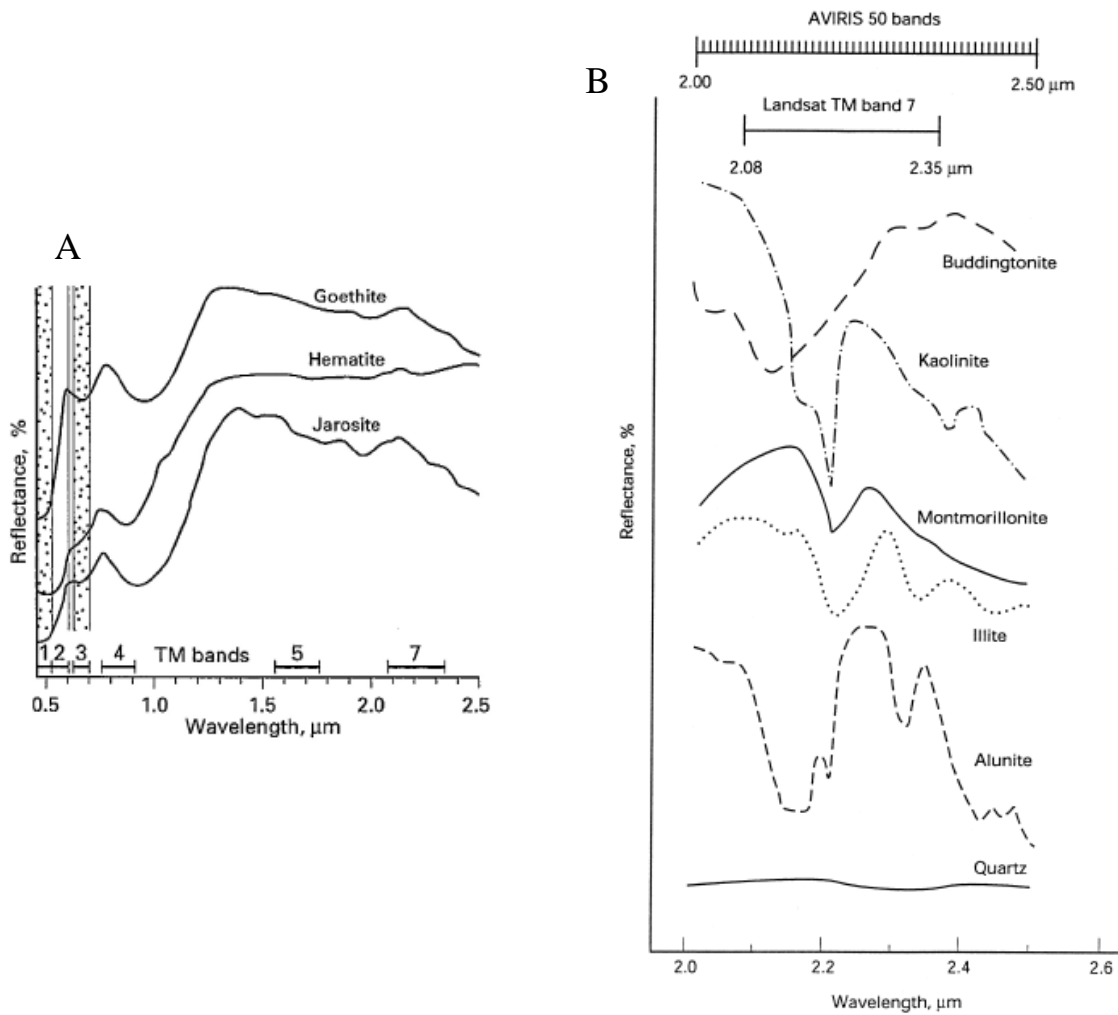 A
Goethite
Hematite
Jarosite
Reflectance, %
1 2 3 4 TM bands 5 7
0.5 1.0 1.5 2.0 2.5
Wavelength, μm
B
AVIRIS 50 bands
2.00 2.50 μm
Landsat TM band 7
2.08 2.35 μm
Buddingtonite
Kaolinite
Montmorillonite
Illite
Alunite
Quartz
Reflectance, %
2.0 2.2 2.4 2.6
Wavelength, μm